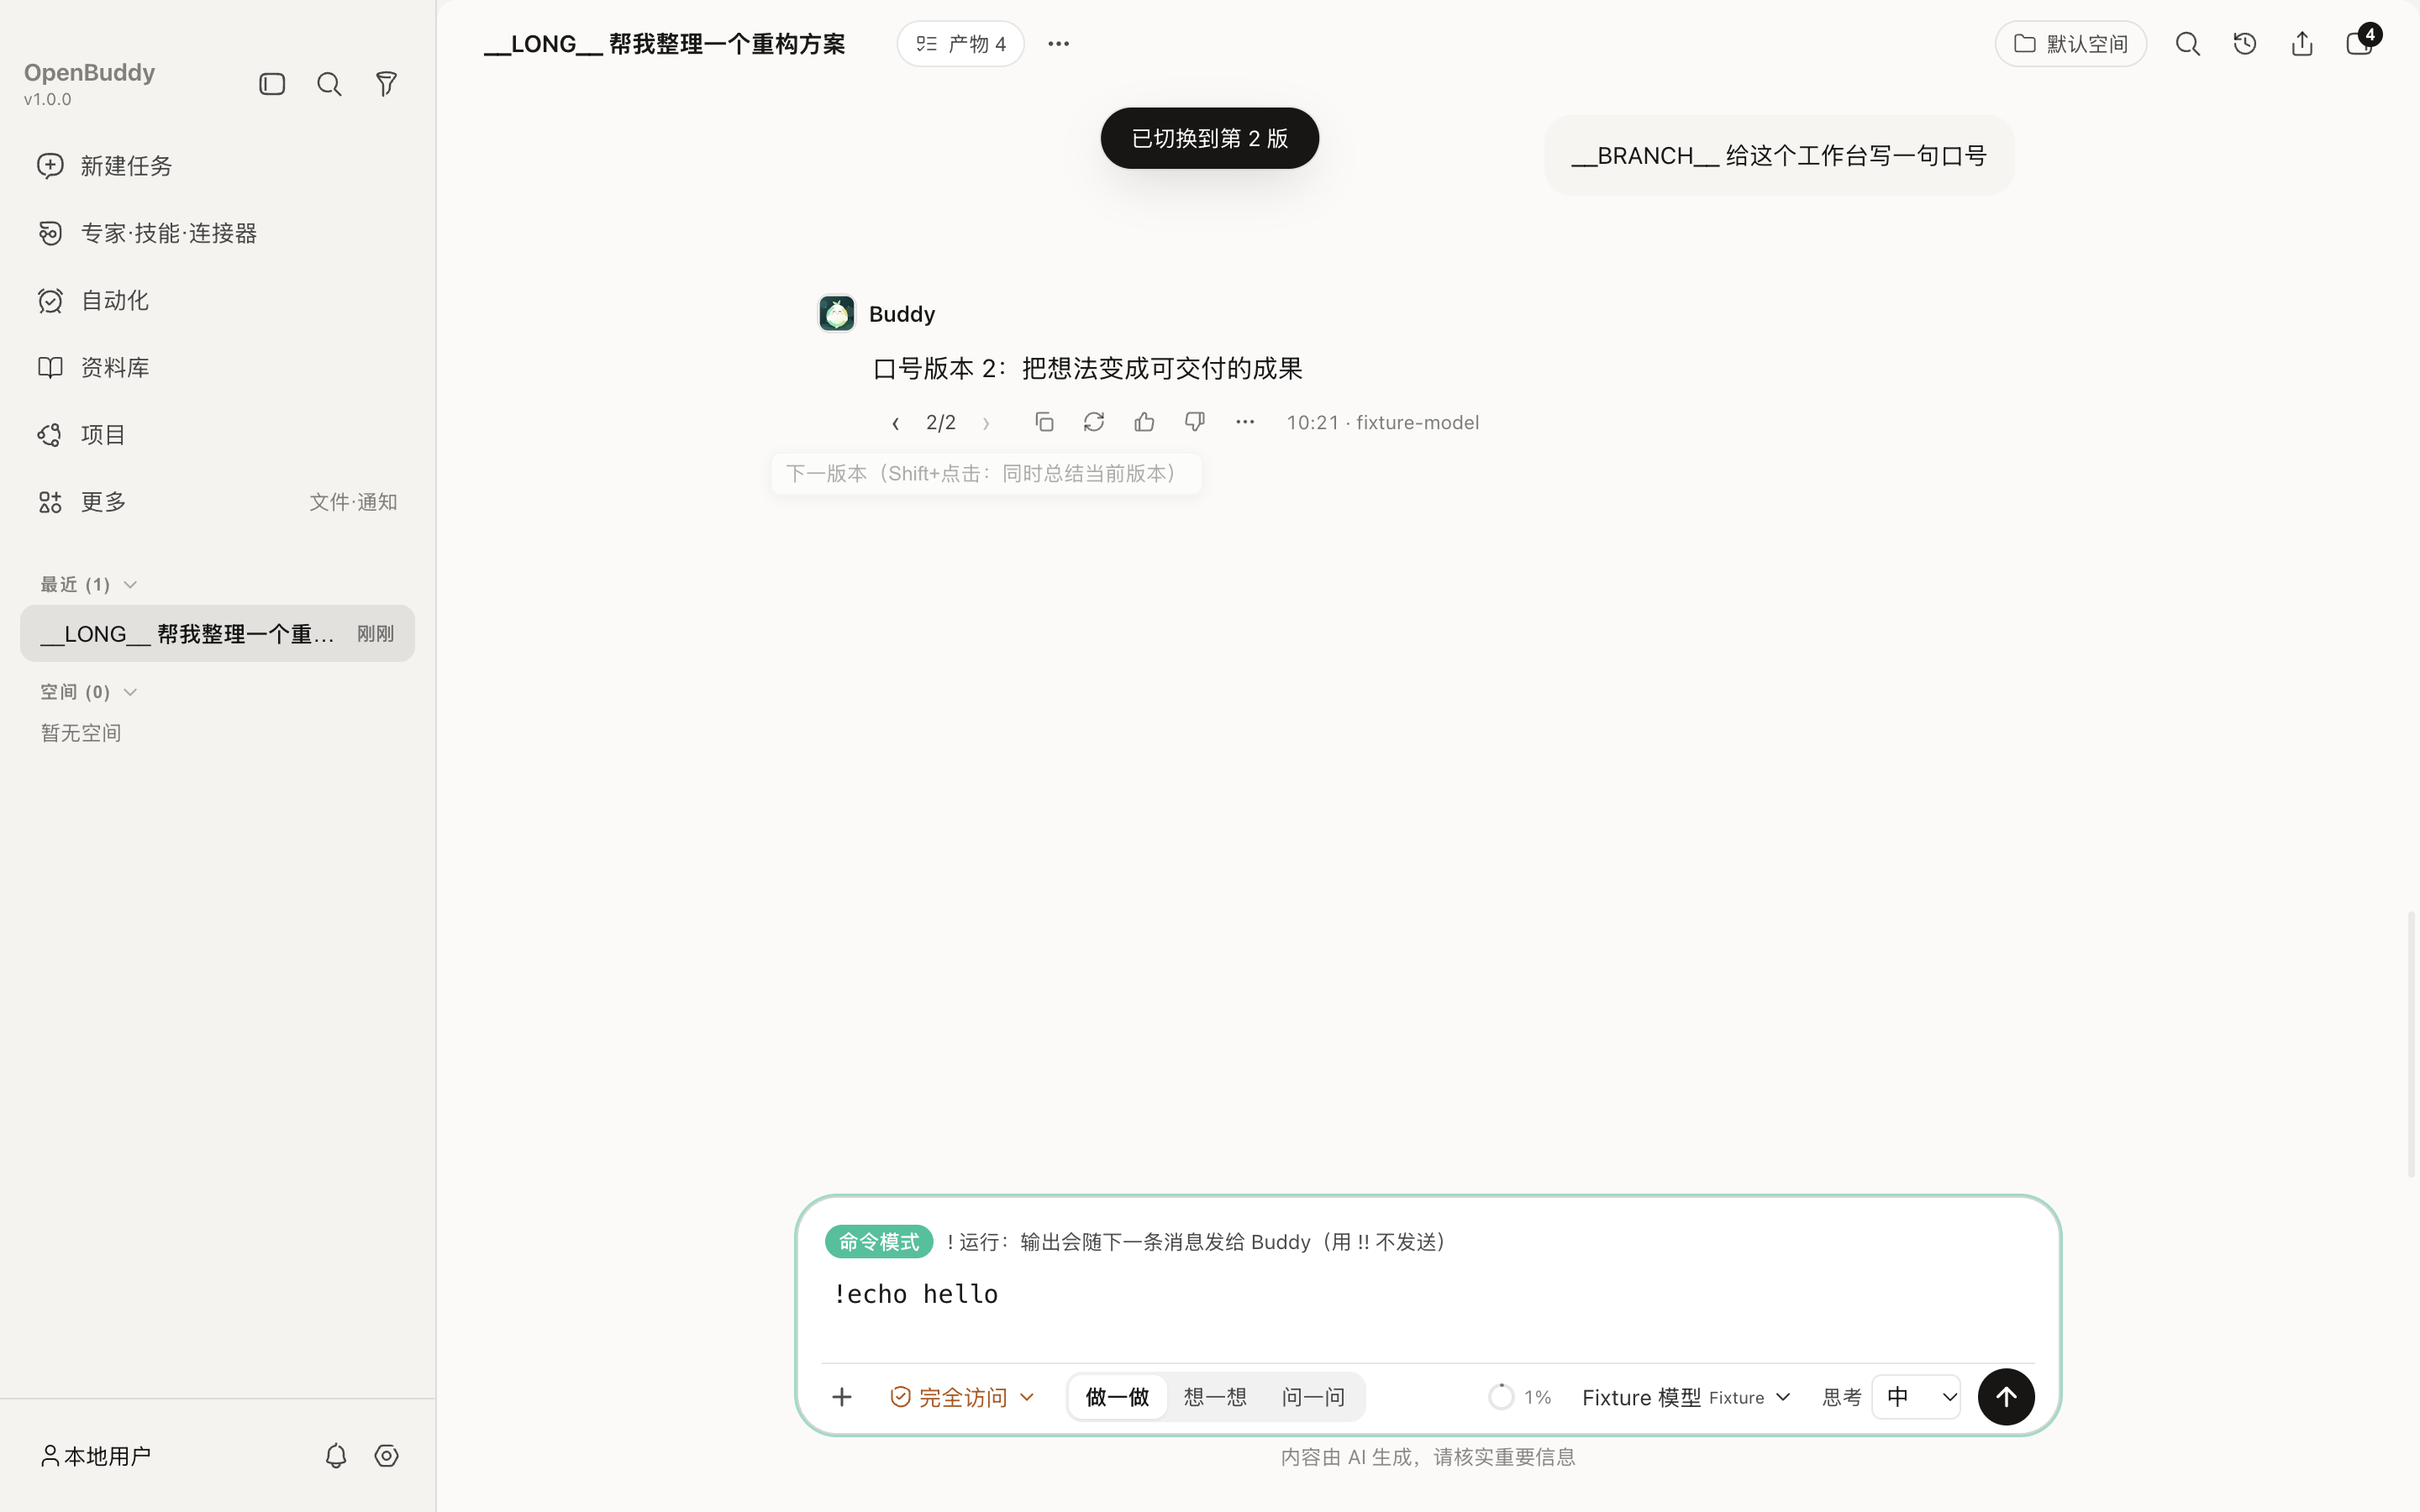 OpenBuddy
v1.0.0
新建任务
专家·技能·连接器
自动化
资料库
项目
更多 文件·通知
最近 (1)
__LONG__ 帮我整理一个重… 刚刚
空间 (0)
暂无空间
本地用户
__LONG__ 帮我整理一个重构方案 产物 4 默认空间 4
已切换到第 2 版
__BRANCH__ 给这个工作台写一句口号
Buddy
口号版本 2：把想法变成可交付的成果
2/2 10:21 · fixture-model
下一版本（Shift+点击：同时总结当前版本）
命令模式 ! 运行：输出会随下一条消息发给 Buddy（用 !! 不发送）
!echo hello
完全访问 做一做 想一想 问一问 1% Fixture 模型 Fixture 思考 中
内容由 AI 生成，请核实重要信息